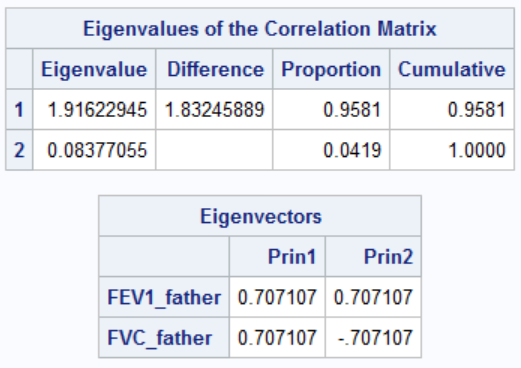 Eigenvalues of the Correlation Matrix
Eigenvalue Difference Proportion Cumulative
1 1.91622945 1.83245889 0.9581 0.9581
2 0.08377055 0.0419 1.0000
Eigenvectors
Prin1 Prin2
FEV1_father 0.707107 0.707107
FVC_father 0.707107 -.707107